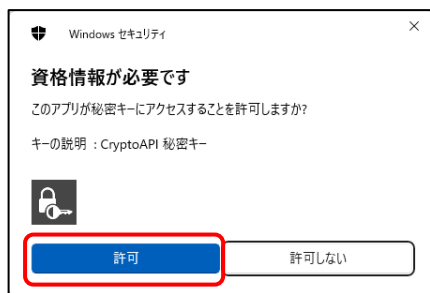 Windows セキュリティ
資格情報が必要です
このアプリが秘密キーにアクセスすることを許可しますか?
キーの説明 : CryptoAPI 秘密キー
許可
許可しない